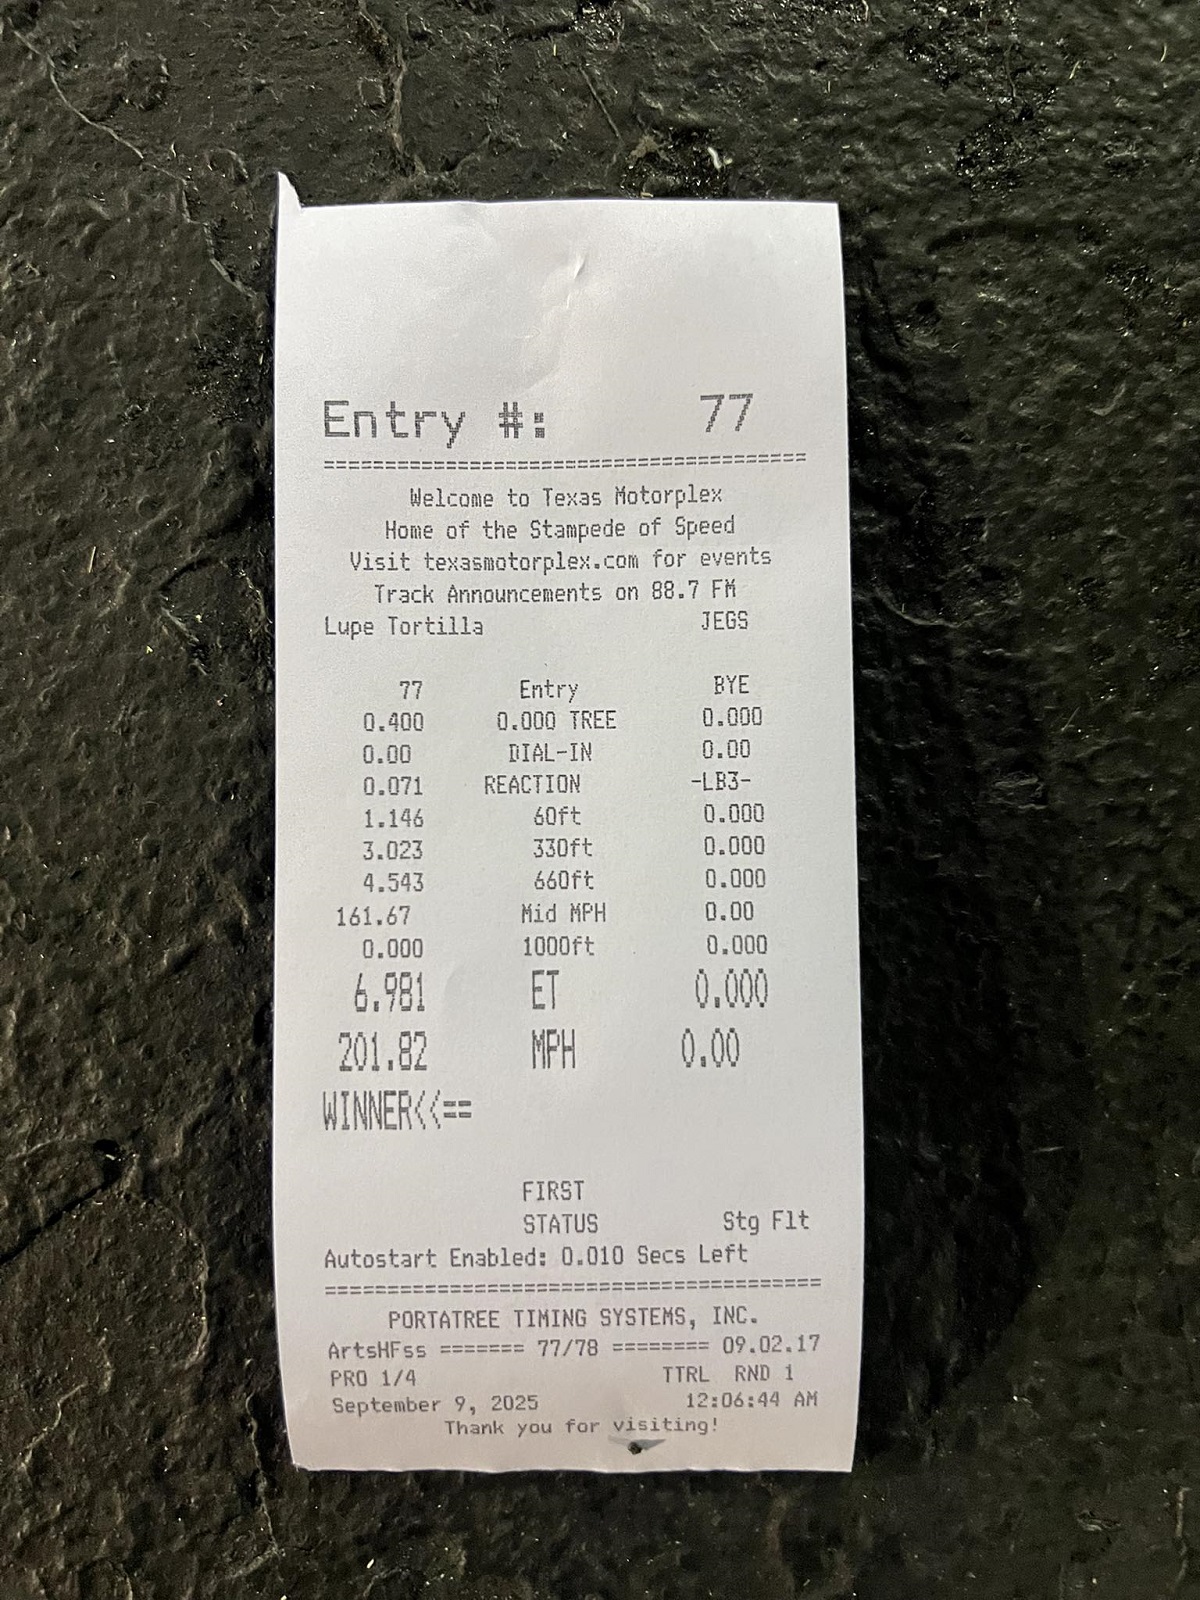 Entry #: 77
=======================================
Welcome to Texas Motorplex
Home of the Stampede of Speed
Visit texasmotorplex.com for events
Track Announcements on 88.7 FM
Lupe Tortilla JEGS
77 Entry BYE
0.400 0.000 TREE 0.000
0.00 DIAL-IN 0.00
0.071 REACTION -LB3-
1.146 60ft 0.000
3.023 330ft 0.000
4.543 660ft 0.000
161.67 Mid MPH 0.00
0.000 1000ft 0.000
6.981 ET 0.000
201.82 MPH 0.00
WINNER<<==
FIRST
STATUS Stg Flt
Autostart Enabled: 0.010 Secs Left
========================================
PORTATREE TIMING SYSTEMS, INC.
ArtsHFss ======= 77/78 ======== 09.02.17
PRO 1/4 TTRL RND 1
September 9, 2025 12:06:44 AM
Thank you for visiting!